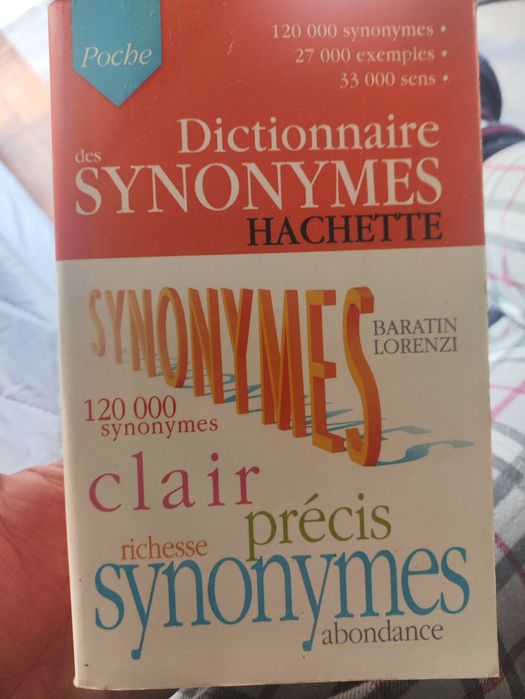 Poche
120 000 synonymes •
27 000 exemples •
33 000 sens •
des Dictionnaire
SYNONYMES
HACHETTE
SYNONYMES
BARATIN
LORENZI
120 000
synonymes
clair
précis
richesse
synonymes
abondance